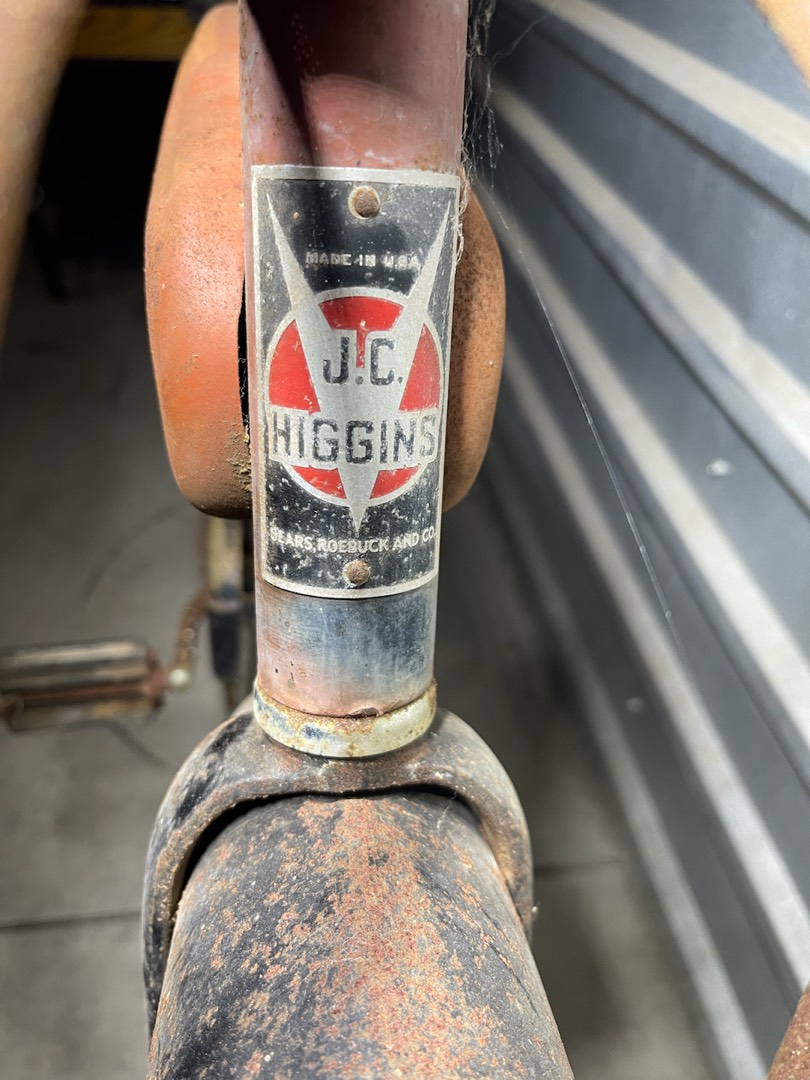 MADE IN U.S.A.
J.C.
HIGGINS
SEARS, ROEBUCK AND CO.